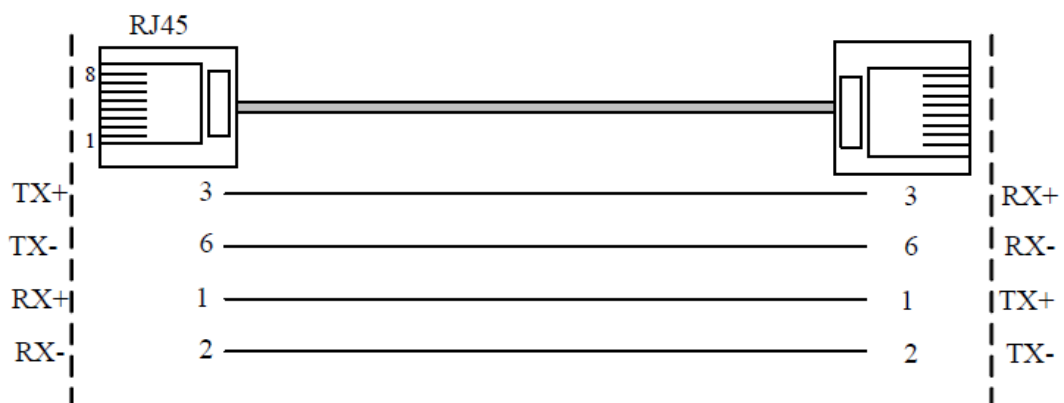 RJ45
8
1
TX+ 3 3 RX+
TX- 6 6 RX-
RX+ 1 1 TX+
RX- 2 2 TX-